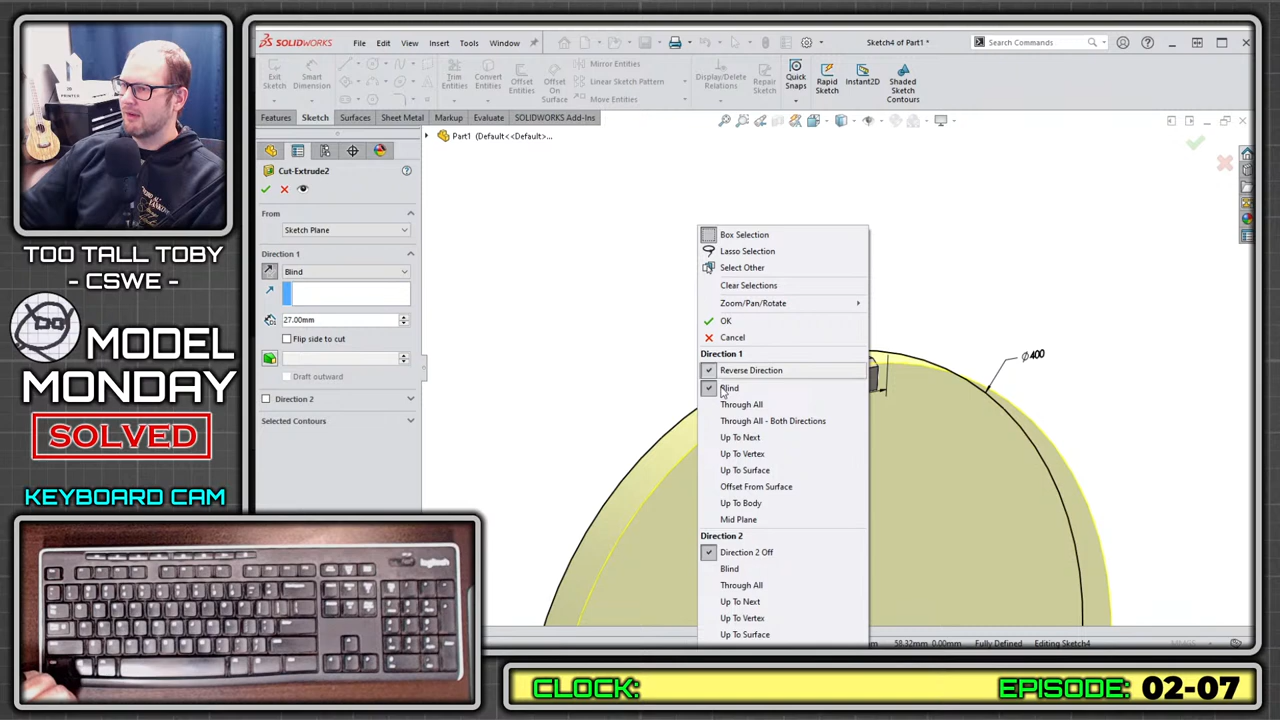 SOLIDWORKS
File
Edit
View
Insert
Tools
Window
Sketch4 of Part1 *
Search Commands
Exit Sketch
Smart Dimension
Trim Entities
Convert Entities
Offset Entities
Offset On Surface
Mirror Entities
Linear Sketch Pattern
Move Entities
Display/Delete Relations
Repair Sketch
Quick Snaps
Rapid Sketch
Instant2D
Shaded Sketch Contours
Features
Sketch
Surfaces
Sheet Metal
Markup
Evaluate
SOLIDWORKS Add-Ins
Part1 (Default<<Default>...
Cut-Extrude2
From
Sketch Plane
Direction 1
Blind
27.00mm
Flip side to cut
Draft outward
Direction 2
Selected Contours
Box Selection
Lasso Selection
Select Other
Clear Selections
Zoom/Pan/Rotate
OK
Cancel
Direction 1
Reverse Direction
Blind
Through All
Through All - Both Directions
Up To Next
Up To Vertex
Up To Surface
Offset From Surface
Up To Body
Mid Plane
Direction 2
Direction 2 Off
Blind
Through All
Up To Next
Up To Vertex
Up To Surface
Ø400
58.32mm 0.00mm
Fully Defined
Editing Sketch4
TOO TALL TOBY
- CSWE -
MODEL
MONDAY
SOLVED
KEYBOARD CAM
logitech
CLOCK:
EPISODE: 02-07